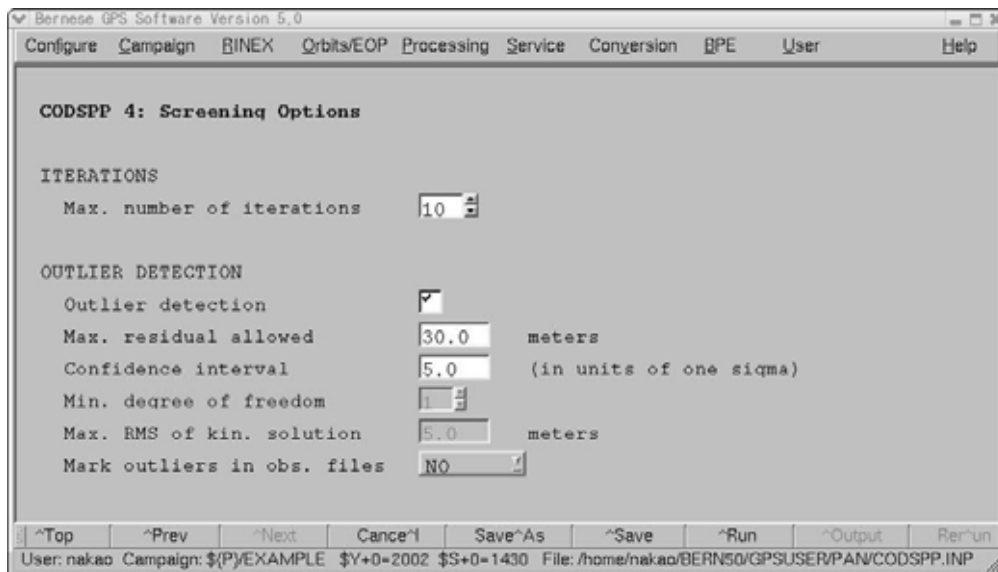 Bernese GPS Software Version 5.0
Configure Campaign RINEX Orbits/EOP Processing Service Conversion BPE User Help
CODSPP 4: Screening Options
ITERATIONS
Max. number of iterations 10
OUTLIER DETECTION
Outlier detection
Max. residual allowed 30.0 meters
Confidence interval 5.0 (in units of one sigma)
Min. degree of freedom 1
Max. RMS of kin. solution 5.0 meters
Mark outliers in obs. files NO
^Top ^Prev ^Next Cance^l Save^As ^Save ^Run ^Output Rer^un
User: nakao Campaign: ${P}/EXAMPLE $Y+0=2002 $S+0=1430 File: /home/nakao/BERN50/GPSUSER/PAN/CODSPP.INP